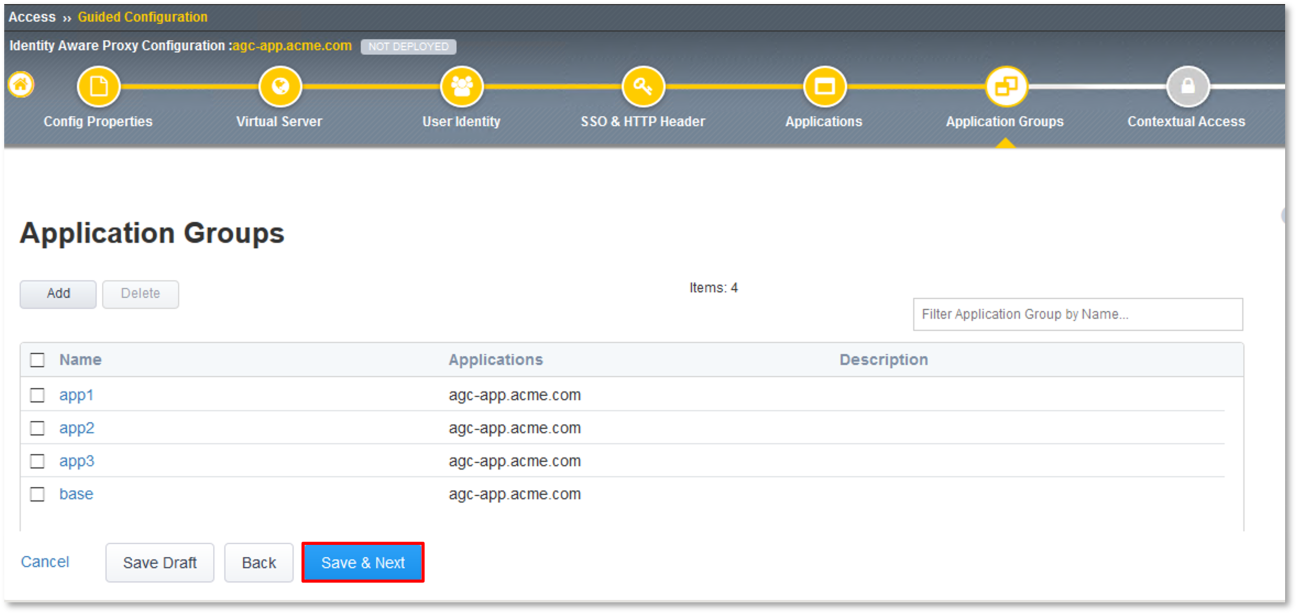 Access ›› Guided Configuration
Identity Aware Proxy Configuration :agc-app.acme.com NOT DEPLOYED
Config Properties Virtual Server User Identity SSO & HTTP Header Applications Application Groups Contextual Access
Application Groups
Add Delete Items: 4
Filter Application Group by Name...
Name Applications Description
app1 agc-app.acme.com
app2 agc-app.acme.com
app3 agc-app.acme.com
base agc-app.acme.com
Cancel Save Draft Back Save & Next